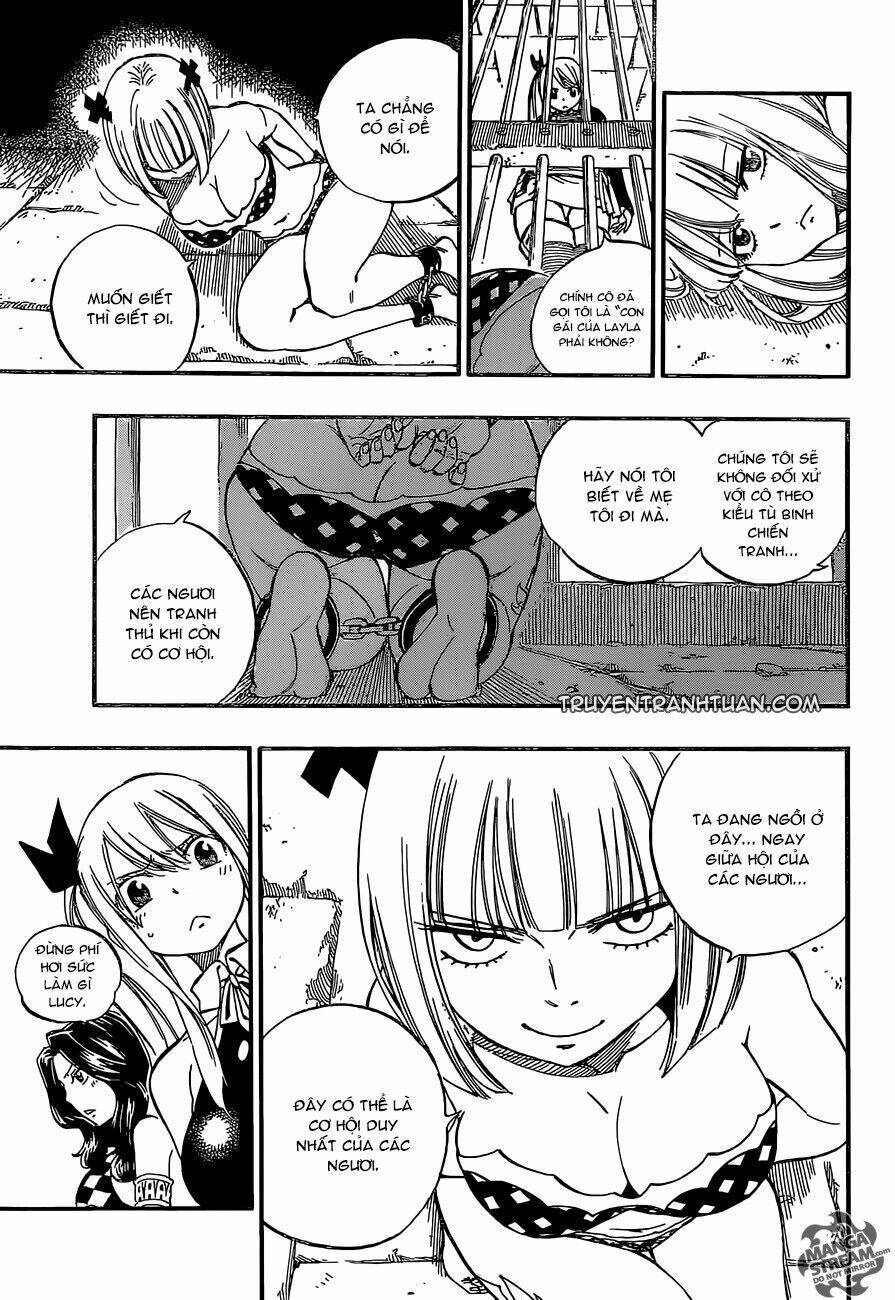 CHÍNH CÔ ĐÃ
GỌI TÔI LÀ "CON
GÁI CỦA LAYLA
PHẢI KHÔNG?
TA CHẲNG
CÓ GÌ ĐỂ
NÓI.
MUỐN GIẾT
THÌ GIẾT ĐI.
CHÚNG TÔI SẼ
KHÔNG ĐỐI XỬ
VỚI CÔ THEO
KIỂU TÙ BINH
CHIẾN
TRANH...
HÃY NÓI TÔI
BIẾT VỀ MẸ
TÔI ĐI MÀ.
CÁC NGƯƠI
NÊN TRANH
THỦ KHI CÒN
CÓ CƠ HỘI.
TRUYENTRANHTUAN.COM
TA ĐANG NGỒI Ở
ĐÂY... NGAY
GIỮA HỘI CỦA
CÁC NGƯƠI...
ĐÂY CÓ THỂ LÀ
CƠ HỘI DUY
NHẤT CỦA CÁC
NGƯƠI.
ĐỪNG PHÍ
HƠI SỨC
LÀM GÌ
LUCY.
MANGA
STREAM.com
DO NOT MIRROR